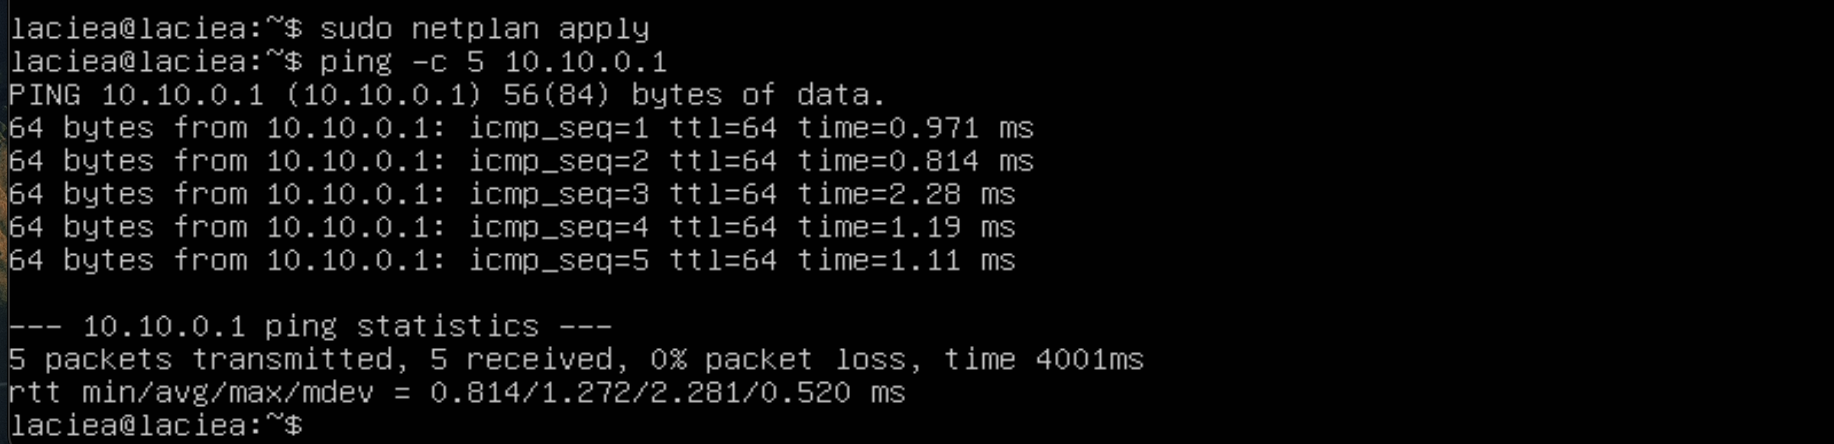 laciea@laciea:~$ sudo netplan apply
laciea@laciea:~$ ping -c 5 10.10.0.1
PING 10.10.0.1 (10.10.0.1) 56(84) bytes of data.
64 bytes from 10.10.0.1: icmp_seq=1 ttl=64 time=0.971 ms
64 bytes from 10.10.0.1: icmp_seq=2 ttl=64 time=0.814 ms
64 bytes from 10.10.0.1: icmp_seq=3 ttl=64 time=2.28 ms
64 bytes from 10.10.0.1: icmp_seq=4 ttl=64 time=1.19 ms
64 bytes from 10.10.0.1: icmp_seq=5 ttl=64 time=1.11 ms
--- 10.10.0.1 ping statistics ---
5 packets transmitted, 5 received, 0% packet loss, time 4001ms
rtt min/avg/max/mdev = 0.814/1.272/2.281/0.520 ms
laciea@laciea:~$